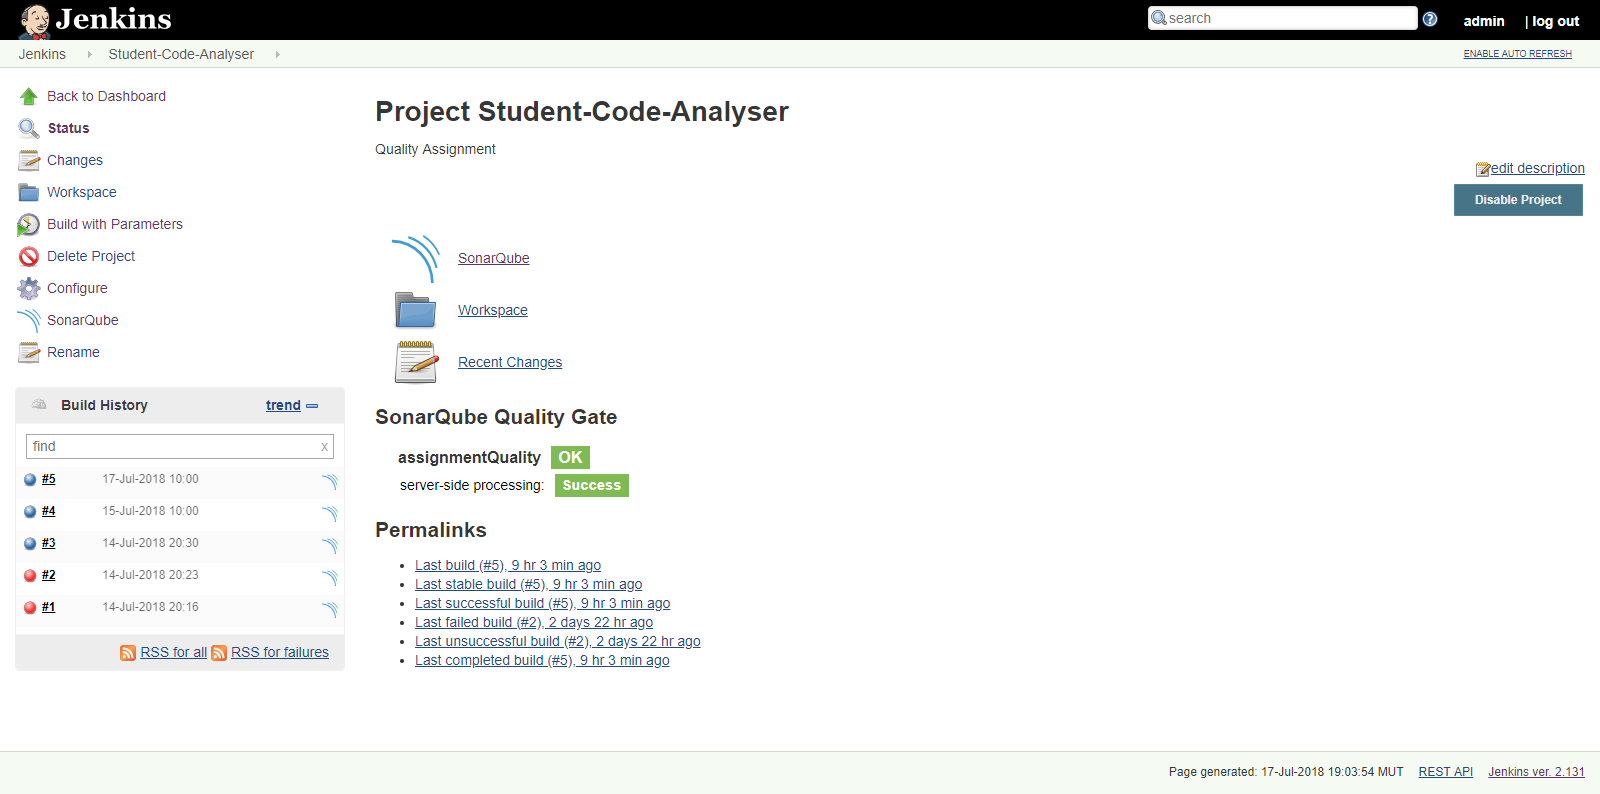 Jenkins
search
admin
| log out
Jenkins
Student-Code-Analyser
ENABLE AUTO REFRESH
Back to Dashboard
Status
Changes
Workspace
Build with Parameters
Delete Project
Configure
SonarQube
Rename
Build History
trend
find
x
#5 17-Jul-2018 10:00
#4 15-Jul-2018 10:00
#3 14-Jul-2018 20:30
#2 14-Jul-2018 20:23
#1 14-Jul-2018 20:16
RSS for all RSS for failures
Project Student-Code-Analyser
Quality Assignment
edit description
Disable Project
SonarQube
Workspace
Recent Changes
SonarQube Quality Gate
assignmentQuality OK
server-side processing: Success
Permalinks
Last build (#5), 9 hr 3 min ago
Last stable build (#5), 9 hr 3 min ago
Last successful build (#5), 9 hr 3 min ago
Last failed build (#2), 2 days 22 hr ago
Last unsuccessful build (#2), 2 days 22 hr ago
Last completed build (#5), 9 hr 3 min ago
Page generated: 17-Jul-2018 19:03:54 MUT REST API Jenkins ver. 2.131